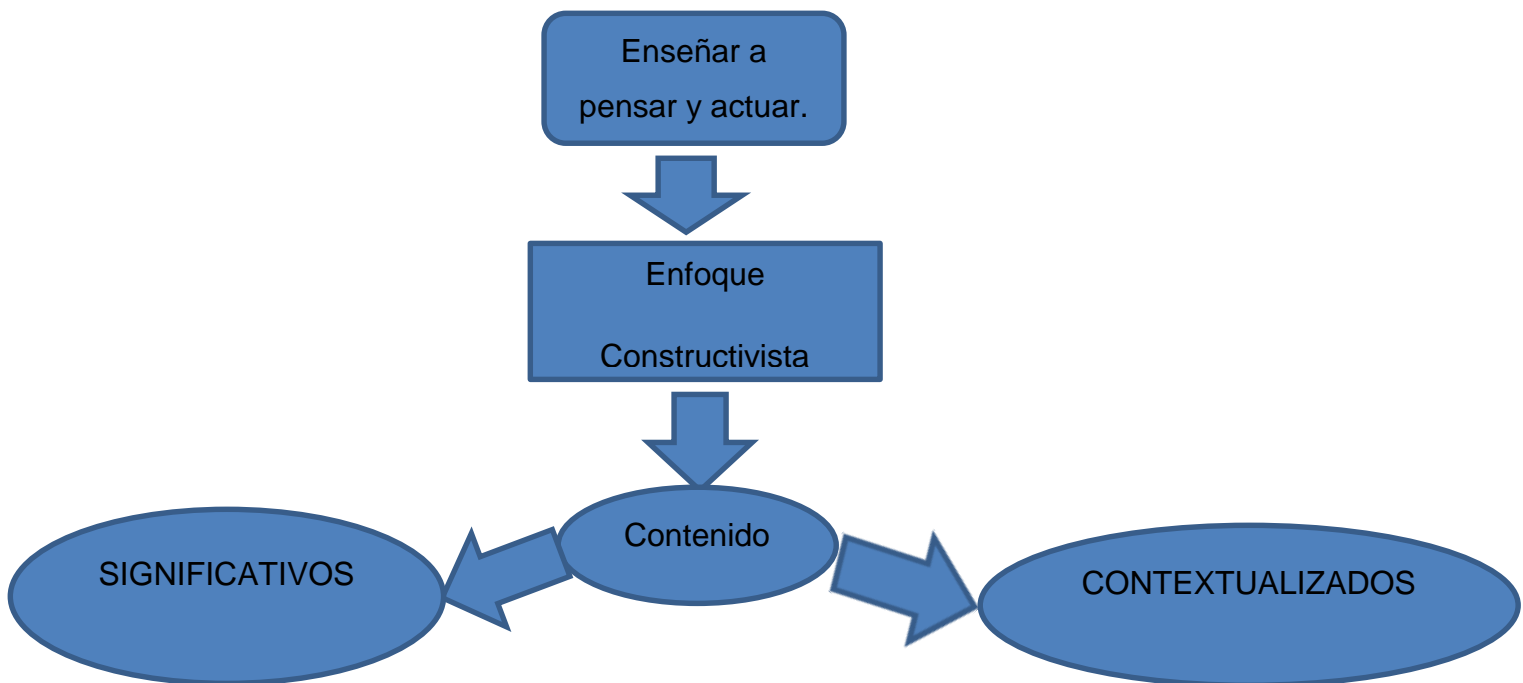 Enseñar a
pensar y actuar.
Enfoque
Constructivista
Contenido
SIGNIFICATIVOS
CONTEXTUALIZADOS